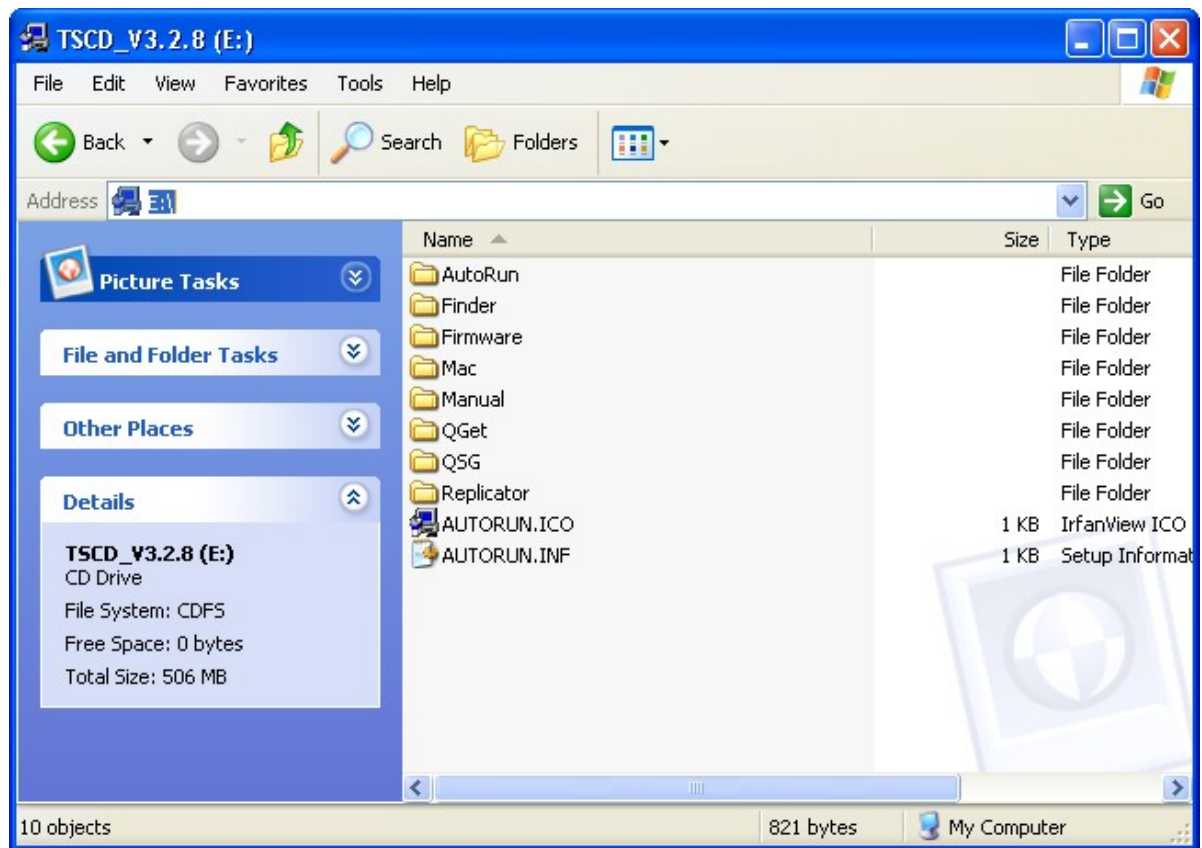 TSCD_V3.2.8 (E:)
File Edit View Favorites Tools Help
Back Search Folders
Address E:\ Go
Picture Tasks
File and Folder Tasks
Other Places
Details
TSCD_V3.2.8 (E:)
CD Drive
File System: CDFS
Free Space: 0 bytes
Total Size: 506 MB
Name Size Type
AutoRun File Folder
Finder File Folder
Firmware File Folder
Mac File Folder
Manual File Folder
QGet File Folder
QSG File Folder
Replicator File Folder
AUTORUN.ICO 1 KB IrfanView ICO
AUTORUN.INF 1 KB Setup Informat
10 objects 821 bytes My Computer